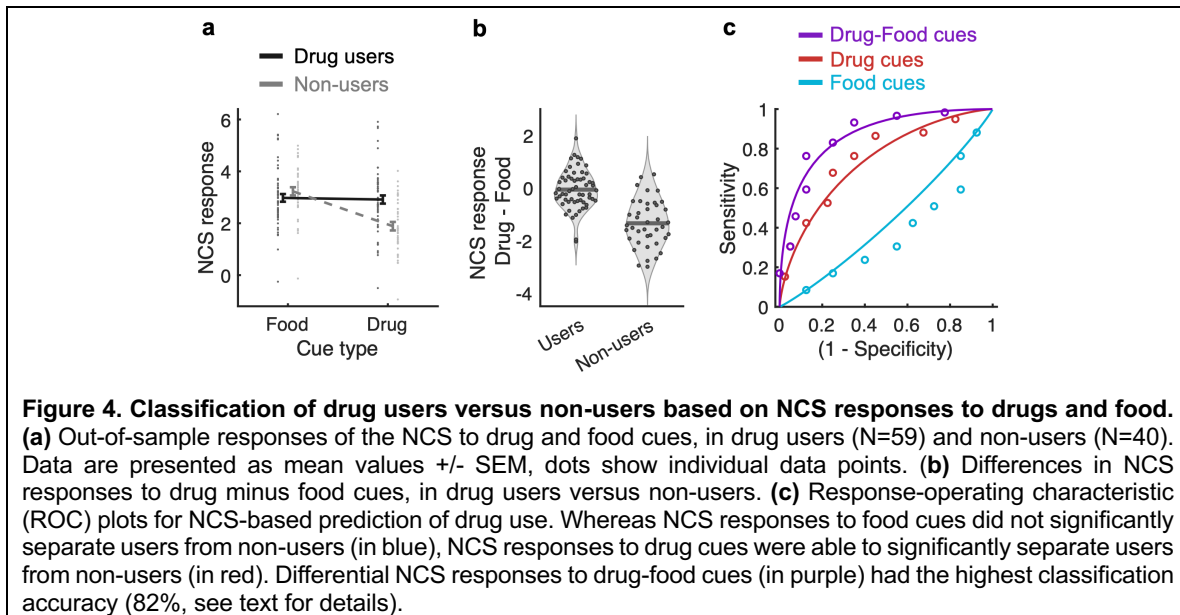 a
Drug users
Non-users
NCS response
6
4
2
0
Food
Drug
Cue type
b
NCS response
Drug - Food
2
0
-2
-4
Users
Non-users
c
Drug-Food cues
Drug cues
Food cues
Sensitivity
1
0.8
0.6
0.4
0.2
0
0
0.2
0.4
0.6
0.8
1
(1 - Specificity)
Figure 4. Classification of drug users versus non-users based on NCS responses to drugs and food.
(a) Out-of-sample responses of the NCS to drug and food cues, in drug users (N=59) and non-users (N=40).
Data are presented as mean values +/- SEM, dots show individual data points. (b) Differences in NCS
responses to drug minus food cues, in drug users versus non-users. (c) Response-operating characteristic
(ROC) plots for NCS-based prediction of drug use. Whereas NCS responses to food cues did not significantly
separate users from non-users (in blue), NCS responses to drug cues were able to significantly separate users
from non-users (in red). Differential NCS responses to drug-food cues (in purple) had the highest classification
accuracy (82%, see text for details).